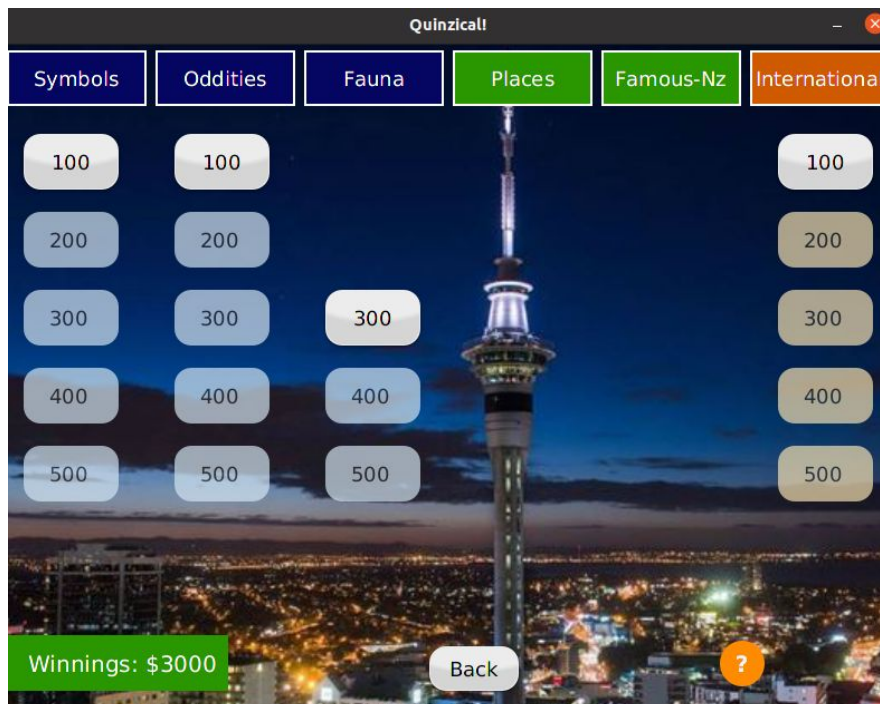 Quinzical!
Symbols Oddities Fauna Places Famous-Nz Internationa
100 100 100
200 200 200
300 300 300 300
400 400 400 400
500 500 500 500
Winnings: $3000 Back ?